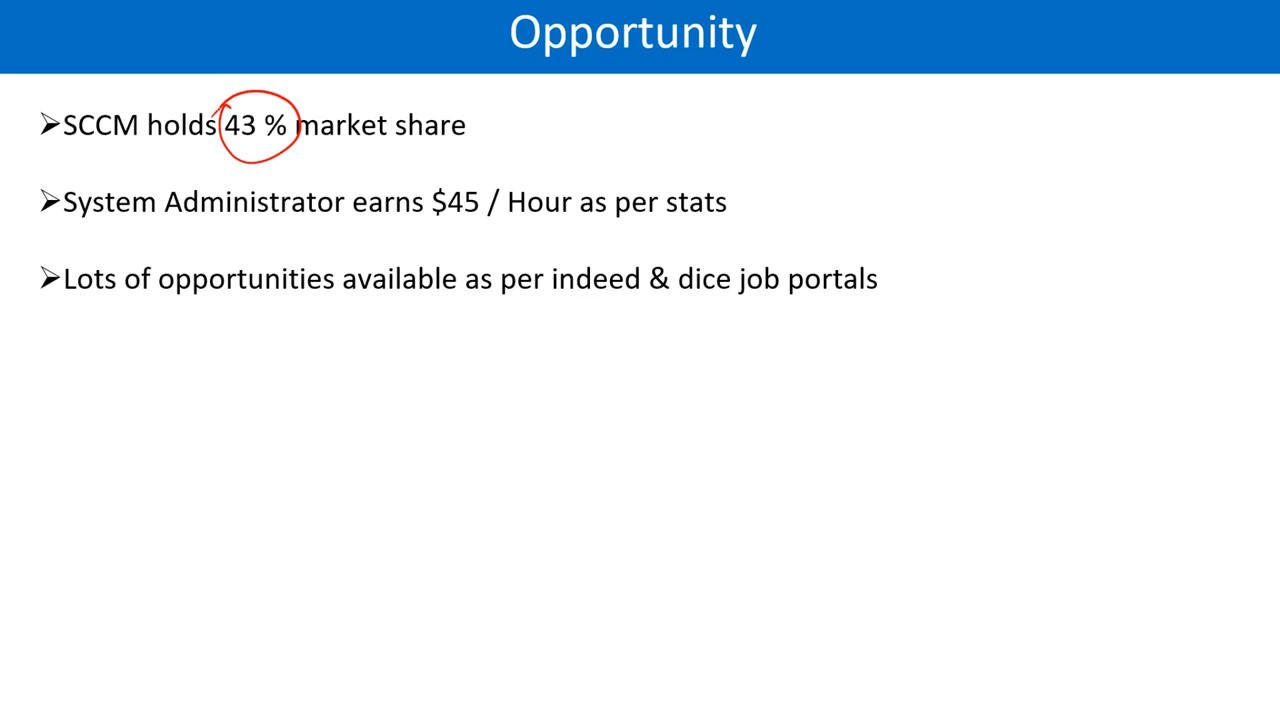 Opportunity
➢SCCM holds 43 % market share
➢System Administrator earns $45 / Hour as per stats
➢Lots of opportunities available as per indeed & dice job portals